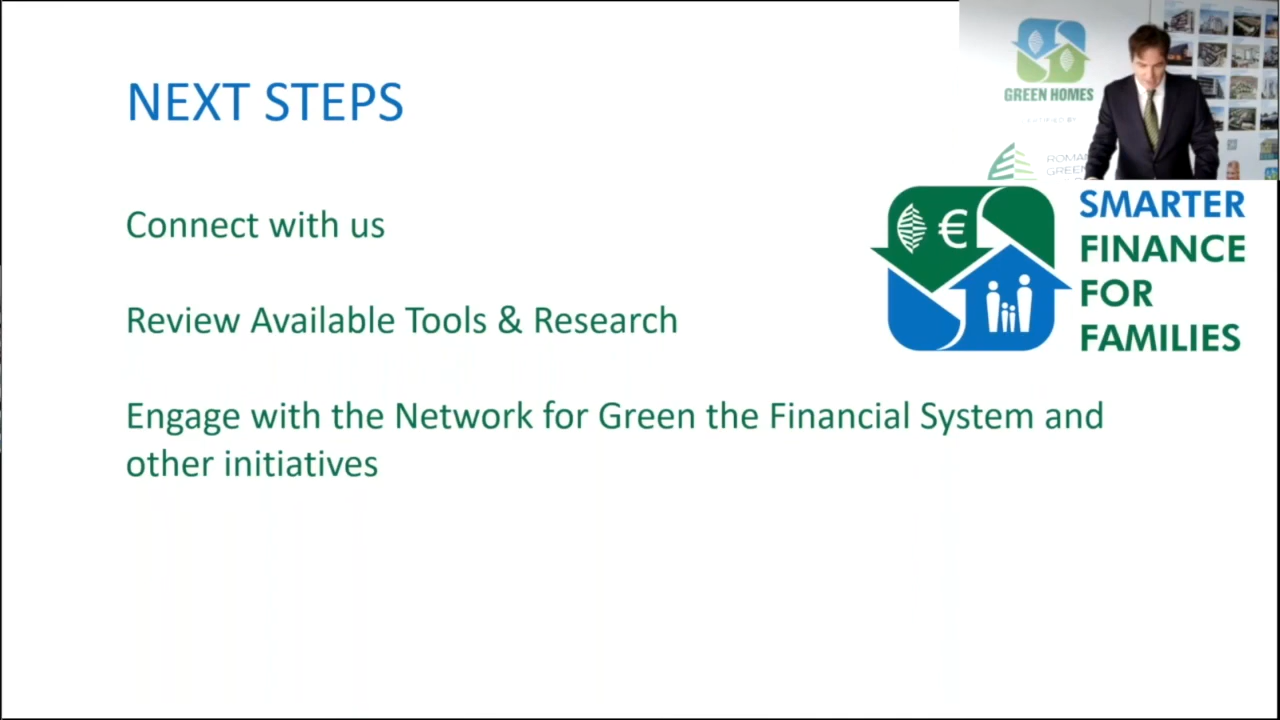 NEXT STEPS
Connect with us
Review Available Tools & Research
Engage with the Network for Green the Financial System and
other initiatives
GREEN HOMES
SMARTER
FINANCE
FOR
FAMILIES